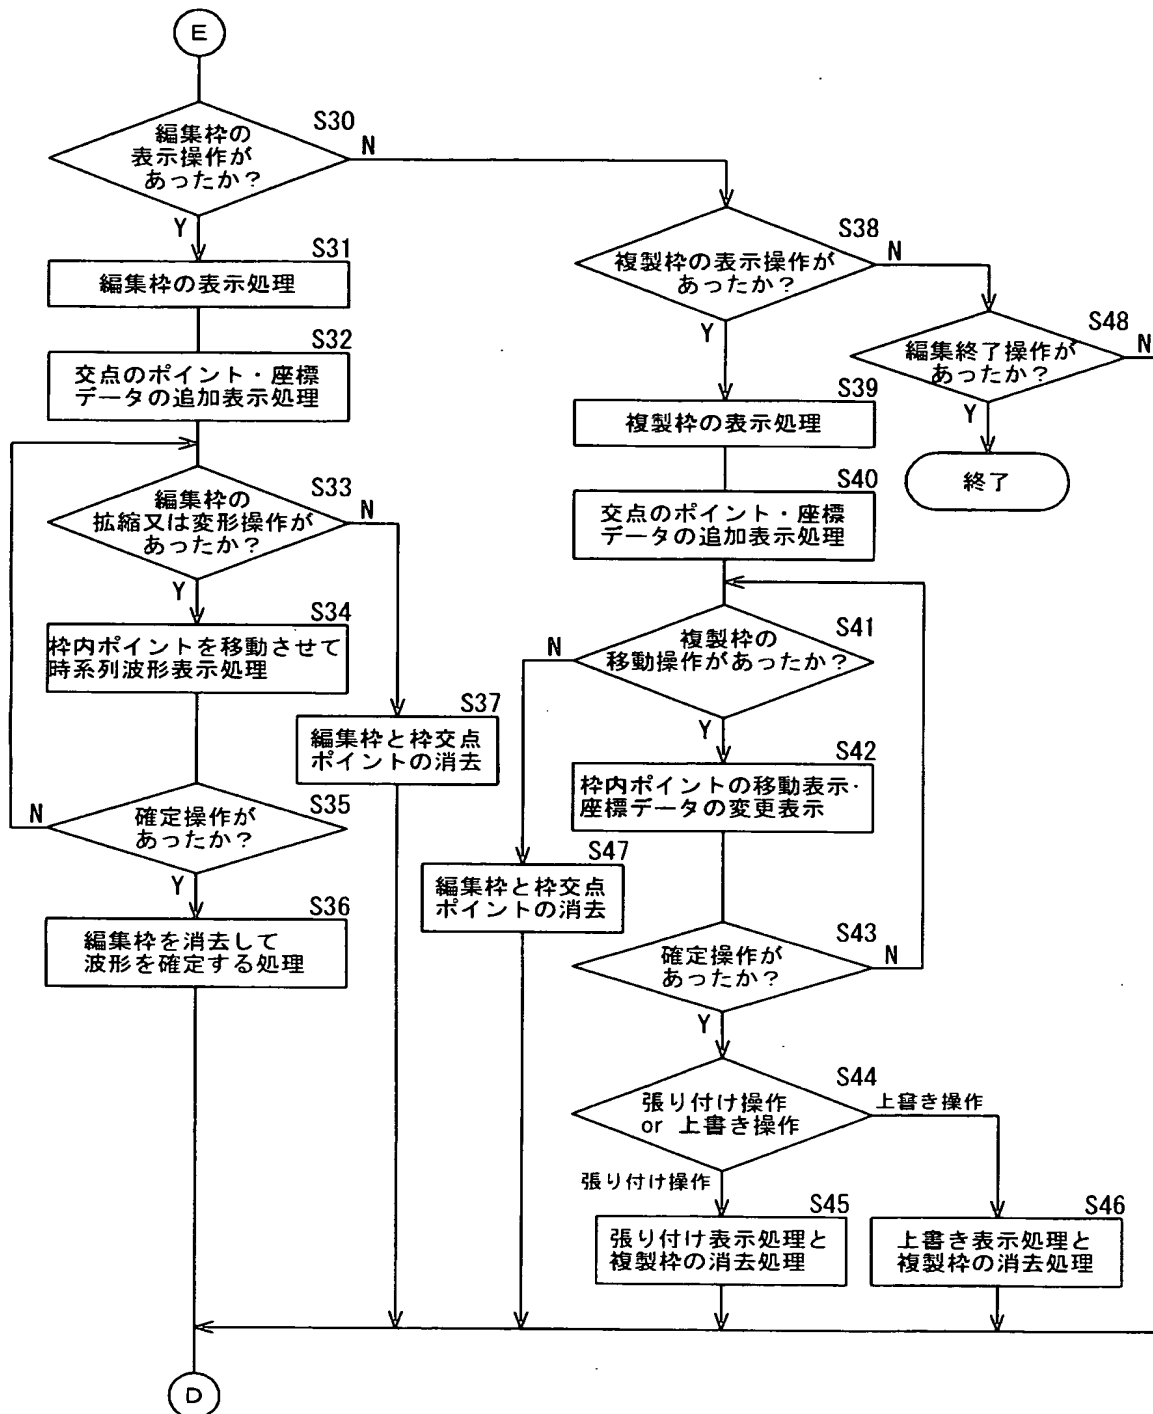 E
S30
編集枠の
表示操作が
あったか？
N
Y
S31
編集枠の表示処理
S32
交点のポイント・座標
データの追加表示処理
S33
編集枠の
拡縮又は変形操作が
あったか？
N
Y
S34
枠内ポイントを移動させて
時系列波形表示処理
S35
確定操作が
あったか？
N
Y
S36
編集枠を消去して
波形を確定する処理
S37
編集枠と枠交点
ポイントの消去
S38
複製枠の表示操作が
あったか？
N
Y
S39
複製枠の表示処理
S40
交点のポイント・座標
データの追加表示処理
S41
複製枠の
移動操作があったか？
N
Y
S42
枠内ポイントの移動表示・
座標データの変更表示
S47
編集枠と枠交点
ポイントの消去
S43
確定操作が
あったか？
N
Y
S44
張り付け操作
or 上書き操作
上書き操作
張り付け操作
S45
張り付け表示処理と
複製枠の消去処理
S46
上書き表示処理と
複製枠の消去処理
S48
編集終了操作が
あったか？
N
Y
終了
D